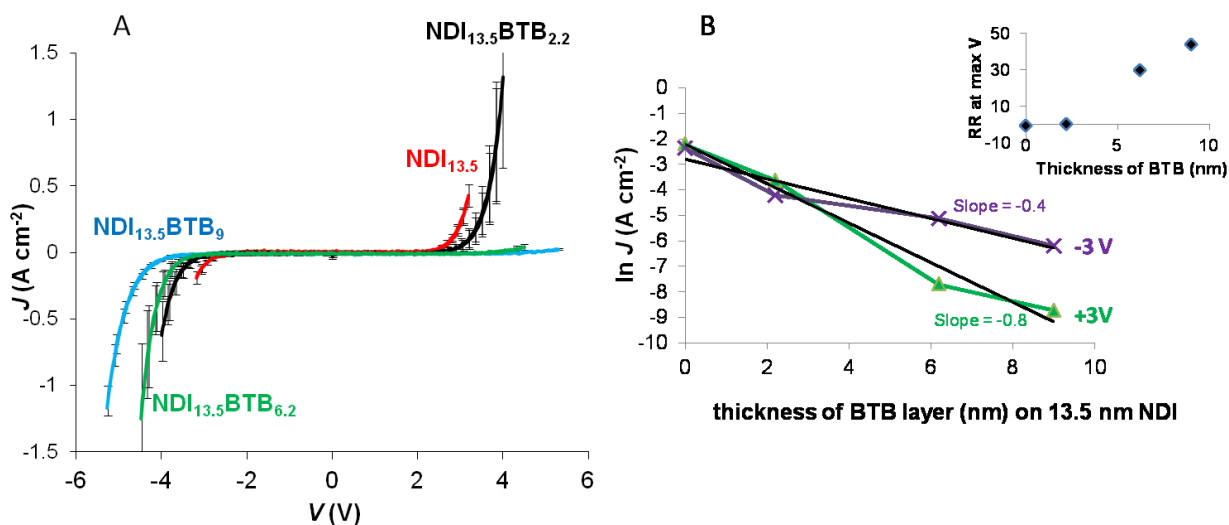 A
NDI13.5BTB2.2
NDI13.5
NDI13.5BTB9
NDI13.5BTB6.2
J (A cm-2)
1.5
1
0.5
0
-0.5
-1
-1.5
-6
-4
-2
0
2
4
6
V (V)
B
RR at max V
50
30
10
-10
0
5
10
Thickness of BTB (nm)
ln J (A cm-2)
0
-1
-2
-3
-4
-5
-6
-7
-8
-9
-10
Slope = -0.4
-3 V
Slope = -0.8
+3V
0
2
4
6
8
10
thickness of BTB layer (nm) on 13.5 nm NDI